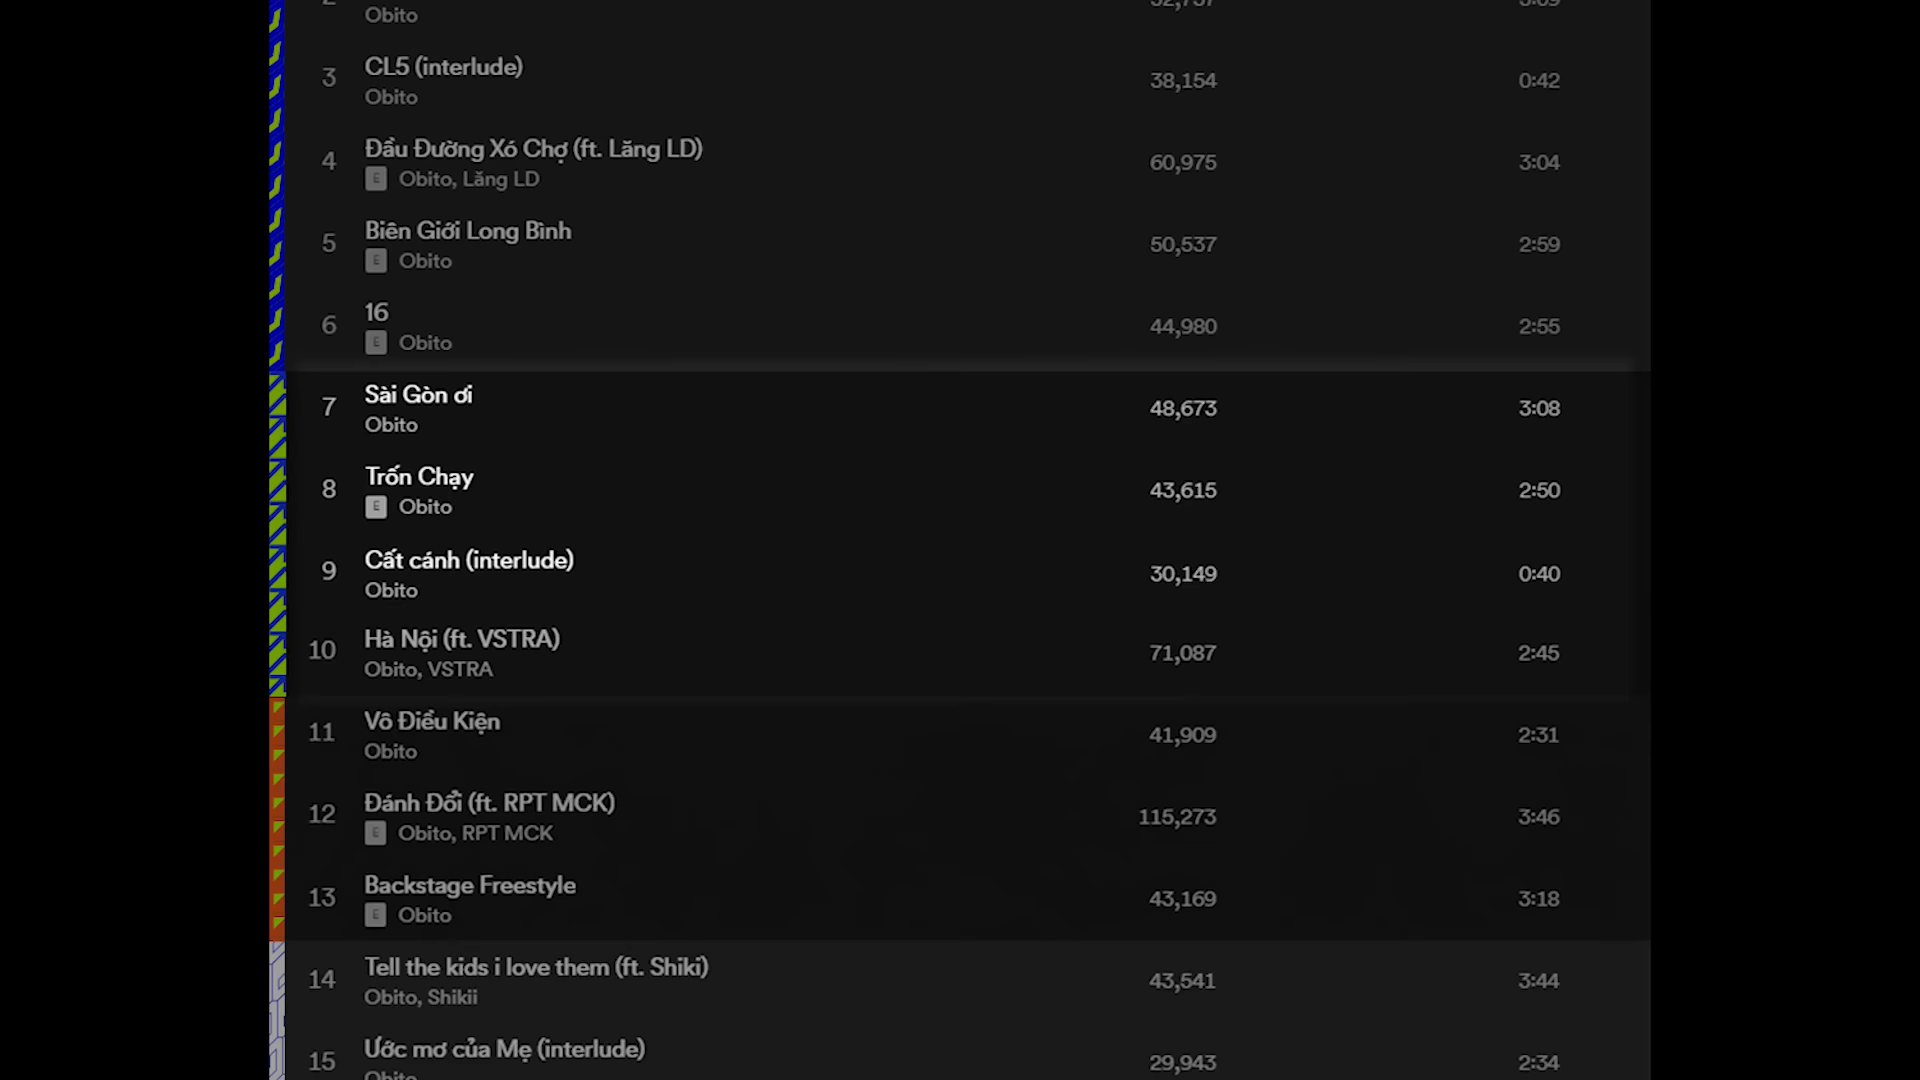 Obito
3 CL5 (interlude) 38,154 0:42
Obito
4 Đầu Đường Xó Chợ (ft. Lăng LD) 60,975 3:04
E Obito, Lăng LD
5 Biên Giới Long Bình 50,537 2:59
E Obito
6 16 44,980 2:55
E Obito
7 Sài Gòn ơi 48,673 3:08
Obito
8 Trốn Chạy 43,615 2:50
E Obito
9 Cất cánh (interlude) 30,149 0:40
Obito
10 Hà Nội (ft. VSTRA) 71,087 2:45
Obito, VSTRA
11 Vô Điều Kiện 41,909 2:31
Obito
12 Đánh Đổi (ft. RPT MCK) 115,273 3:46
E Obito, RPT MCK
13 Backstage Freestyle 43,169 3:18
E Obito
14 Tell the kids i love them (ft. Shiki) 43,541 3:44
Obito, Shikii
15 Ước mơ của Mẹ (interlude) 29,943 2:34
Obito